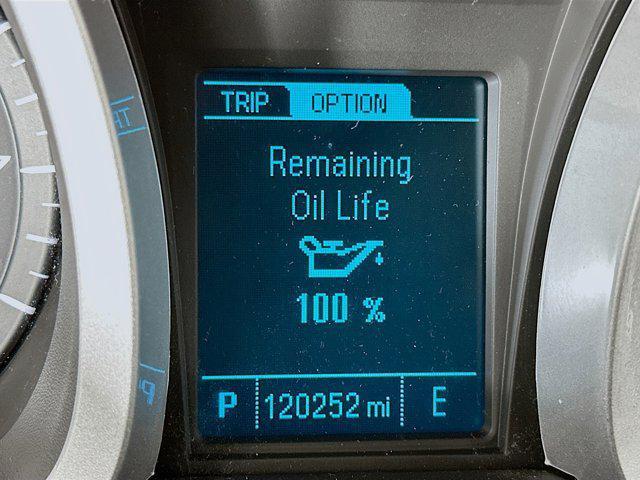 TRIP OPTION
Remaining
Oil Life
100 %
P 120252 mi E